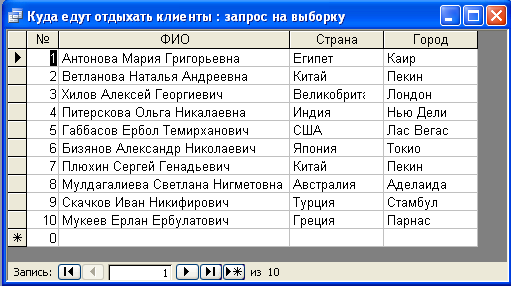 Куда едут отдыхать клиенты : запрос на выборку
№ ФИО Страна Город
1 Антонова Мария Григорьевна Египет Каир
2 Ветланова Наталья Андреевна Китай Пекин
3 Хилов Алексей Георгиевич Великобрита Лондон
4 Питерскова Ольга Никалаевна Индия Нью Дели
5 Габбасов Ербол Темирханович США Лас Вегас
6 Бизянов Александр Николаевич Япония Токио
7 Плюхин Сергей Генадьевич Китай Пекин
8 Мулдагалиева Светлана Нигметовна Австралия Аделаида
9 Скачков Иван Никифирович Турция Стамбул
10 Мукеев Ерлан Ербулатович Греция Парнас
0
Запись: 1 из 10